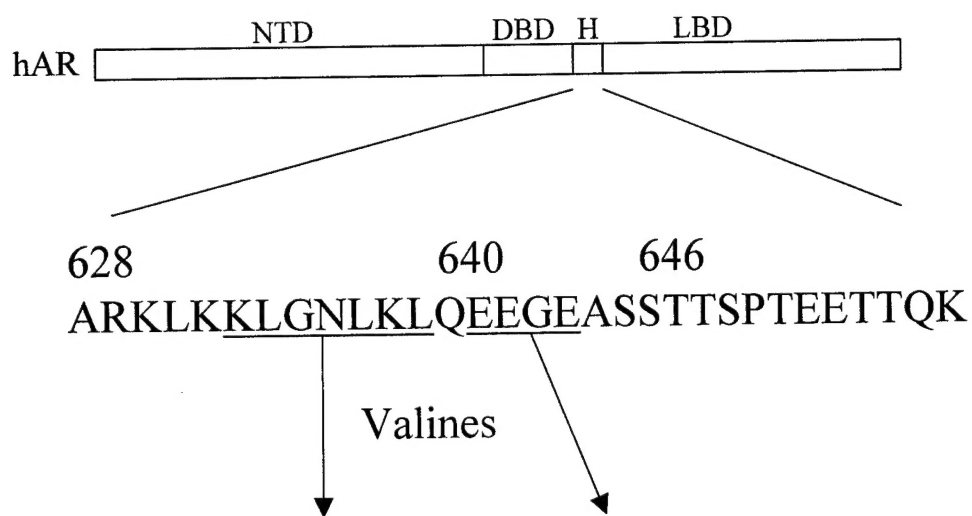 NTD DBD H LBD
hAR
628 640 646
ARKLKKLGNLKLQEEGEASSTTSPTEETTQK
Valines